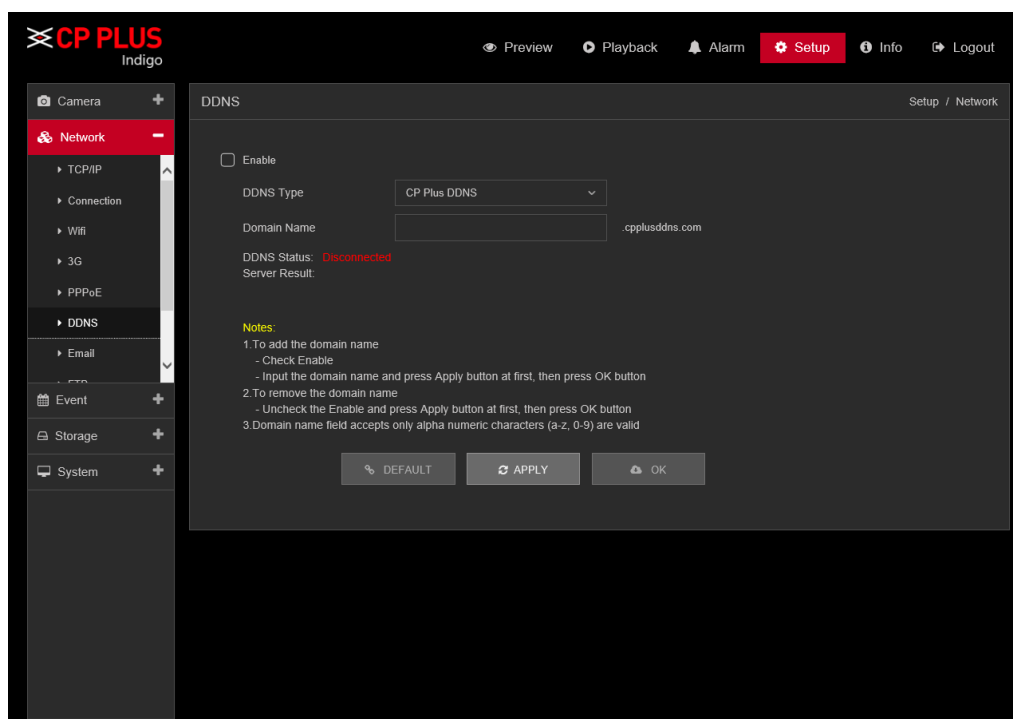 CP PLUS
Indigo
Preview
Playback
Alarm
Setup
Info
Logout
Camera
Network
TCP/IP
Connection
Wifi
3G
PPPoE
DDNS
Email
FTP
Event
Storage
System
DDNS
Setup / Network
Enable
DDNS Type CP Plus DDNS
Domain Name .cpplusddns.com
DDNS Status: Disconnected
Server Result:
Notes:
1.To add the domain name
- Check Enable
- Input the domain name and press Apply button at first, then press OK button
2.To remove the domain name
- Uncheck the Enable and press Apply button at first, then press OK button
3.Domain name field accepts only alpha numeric characters (a-z, 0-9) are valid
DEFAULT
APPLY
OK